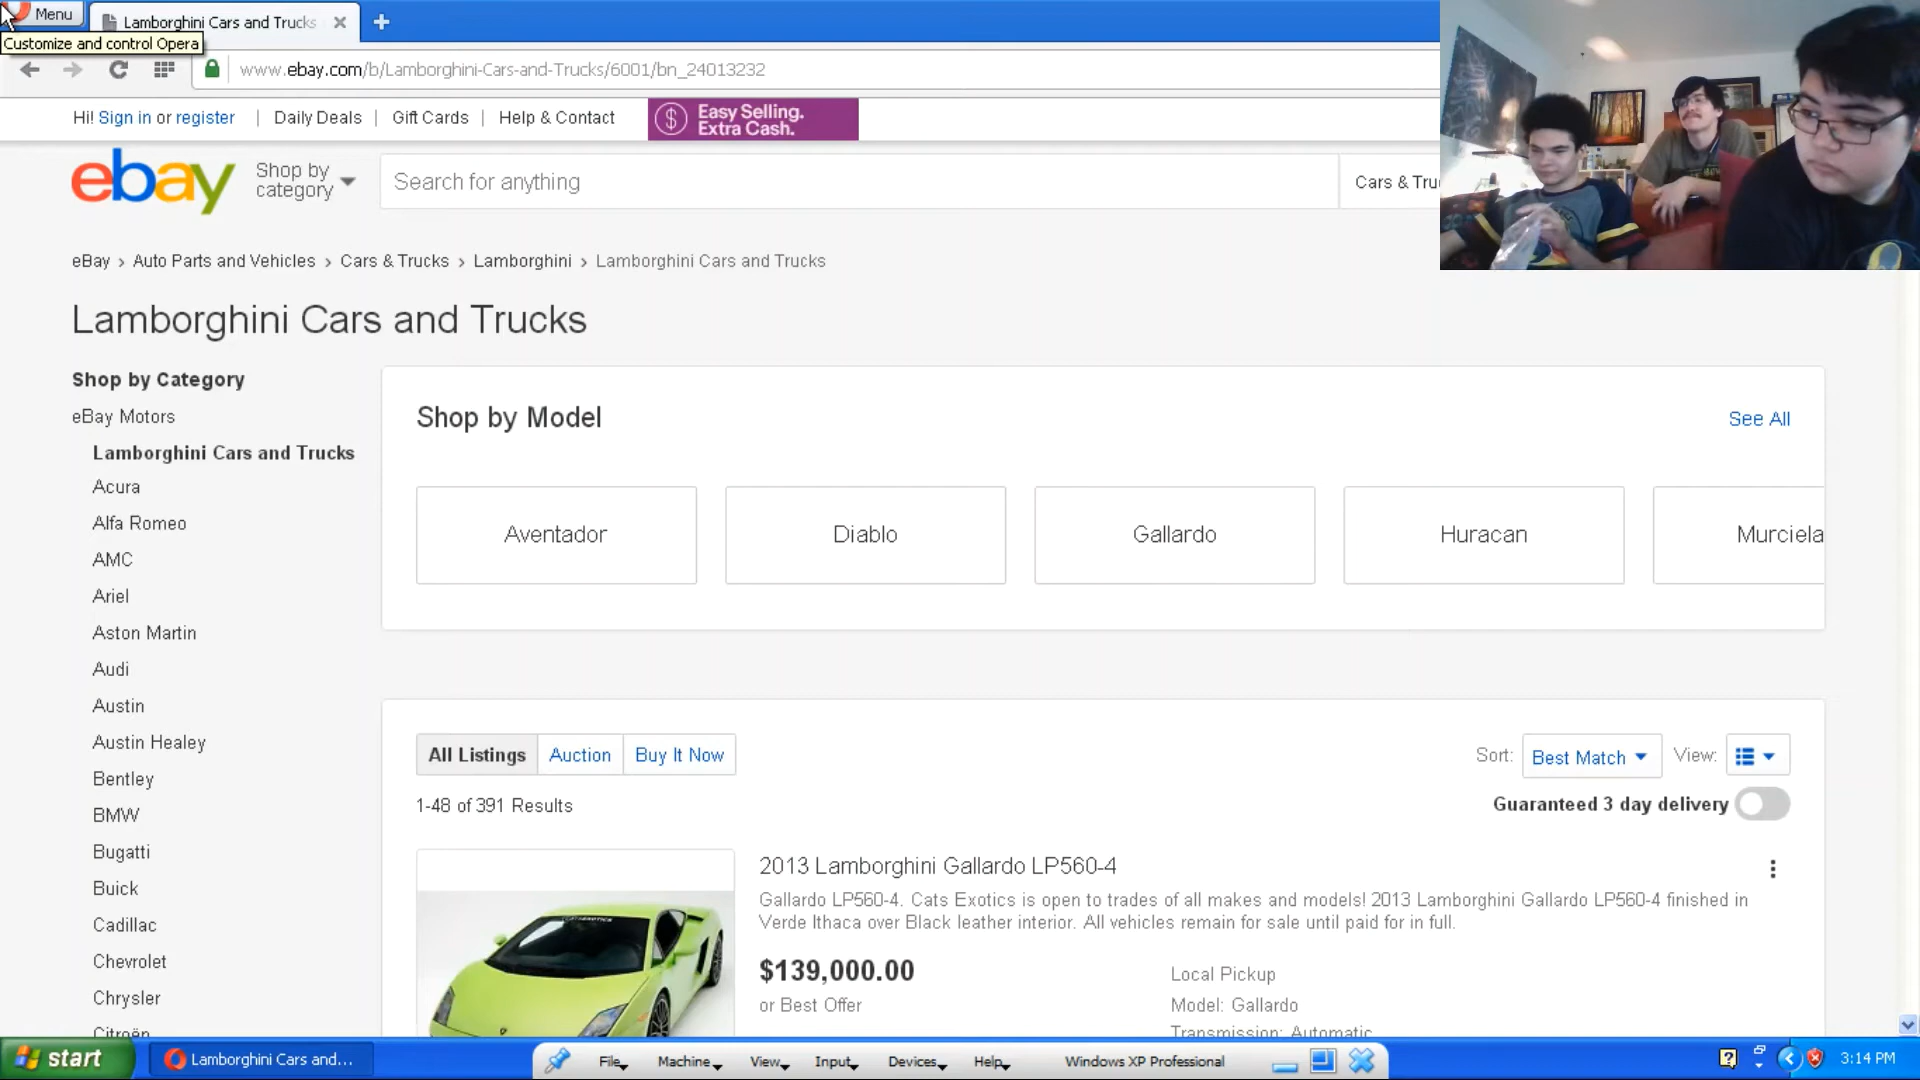 Menu
Lamborghini Cars and Trucks
Customize and control Opera
www.ebay.com/b/Lamborghini-Cars-and-Trucks/6001/bn_24013232
Hi! Sign in or register | Daily Deals | Gift Cards | Help & Contact
Easy Selling.
Extra Cash.
ebay
Shop by
category
Search for anything
Cars & Tru
eBay > Auto Parts and Vehicles > Cars & Trucks > Lamborghini > Lamborghini Cars and Trucks
Lamborghini Cars and Trucks
Shop by Category
eBay Motors
Lamborghini Cars and Trucks
Acura
Alfa Romeo
AMC
Ariel
Aston Martin
Audi
Austin
Austin Healey
Bentley
BMW
Bugatti
Buick
Cadillac
Chevrolet
Chrysler
Citroën
Shop by Model
See All
Aventador
Diablo
Gallardo
Huracan
Murciela
All Listings
Auction
Buy It Now
Sort: Best Match
View:
1-48 of 391 Results
Guaranteed 3 day delivery
2013 Lamborghini Gallardo LP560-4
Gallardo LP560-4. Cats Exotics is open to trades of all makes and models! 2013 Lamborghini Gallardo LP560-4 finished in
Verde Ithaca over Black leather interior. All vehicles remain for sale until paid for in full.
$139,000.00
or Best Offer
Local Pickup
Model: Gallardo
Transmission: Automatic
start
Lamborghini Cars and...
File
Machine
View
Input
Devices
Help
Windows XP Professional
3:14 PM